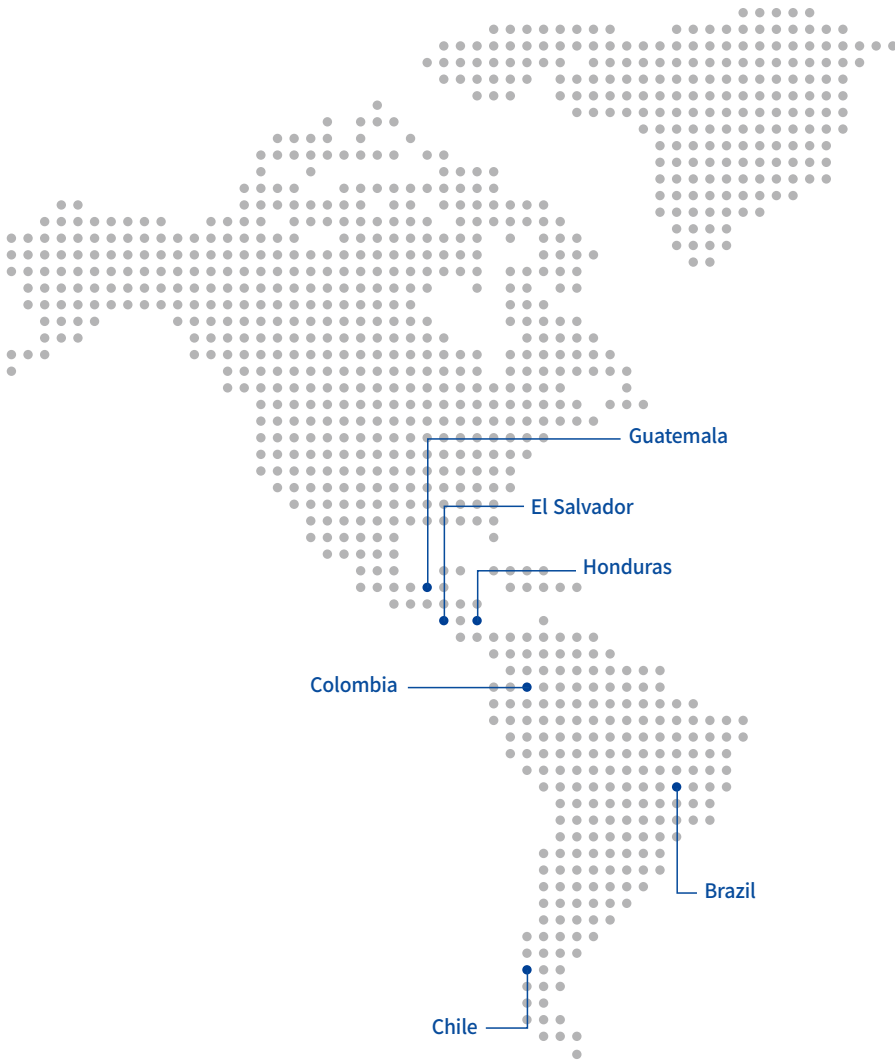 Guatemala
El Salvador
Honduras
Colombia
Brazil
Chile